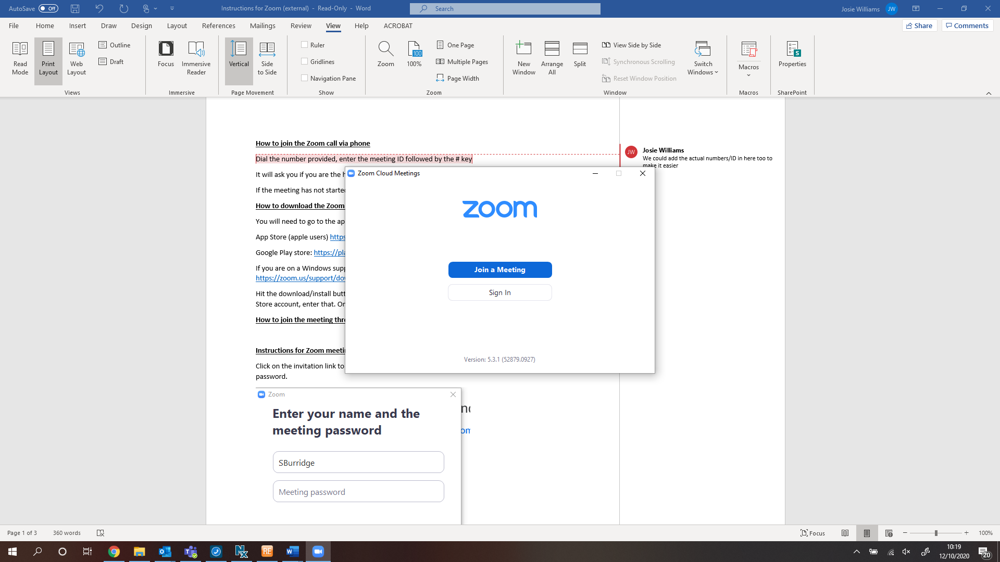 AutoSave Off
Instructions for Zoom (external) - Read-Only - Word
Search
Josie Williams JW
File Home Insert Draw Design Layout References Mailings Review View Help ACROBAT
Share Comments
Read Mode
Print Layout
Web Layout
Outline
Draft
Views
Focus
Immersive Reader
Immersive
Vertical
Side to Side
Page Movement
Ruler
Gridlines
Navigation Pane
Show
Zoom
100
100%
One Page
Multiple Pages
Page Width
Zoom
New Window
Arrange All
Split
View Side by Side
Synchronous Scrolling
Reset Window Position
Switch Windows
Window
Macros
Macros
Properties
SharePoint
How to join the Zoom call via phone
Dial the number provided, enter the meeting ID followed by the # key
It will ask you if you are the h
If the meeting has not started
How to download the Zoom
You will need to go to the ap
App Store (apple users) https
Google Play store: https://pla
If you are on a Windows supp
https://zoom.us/support/dow
Hit the download/install butt
Store account, enter that. On
How to join the meeting thro
Instructions for Zoom meetin
Click on the invitation link to
password.
JW
Josie Williams
We could add the actual numbers/ID in here too to
make it easier
Zoom Cloud Meetings
zoom
Join a Meeting
Sign In
Version: 5.3.1 (52879.0927)
Zoom
Enter your name and the
meeting password
SBurridge
Meeting password
nd
om
Page 1 of 3 360 words
Focus
100%
RE
10:19
12/10/2020
20